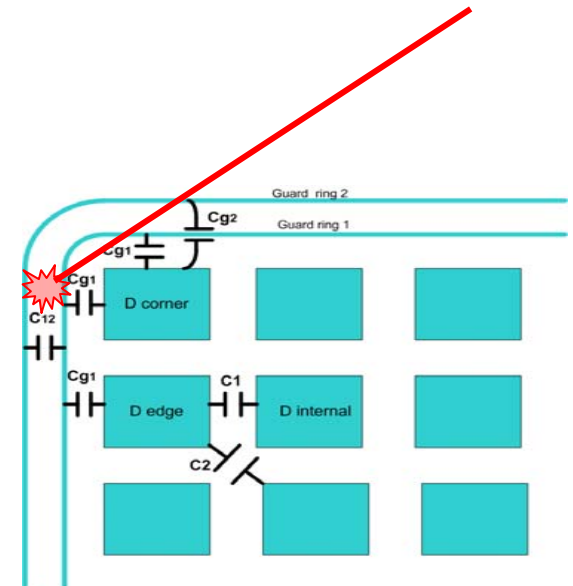 Guard ring 2
Cg2
Guard ring 1
Cg1
Cg1
D corner
C12
Cg1
C1
D edge
D internal
C2